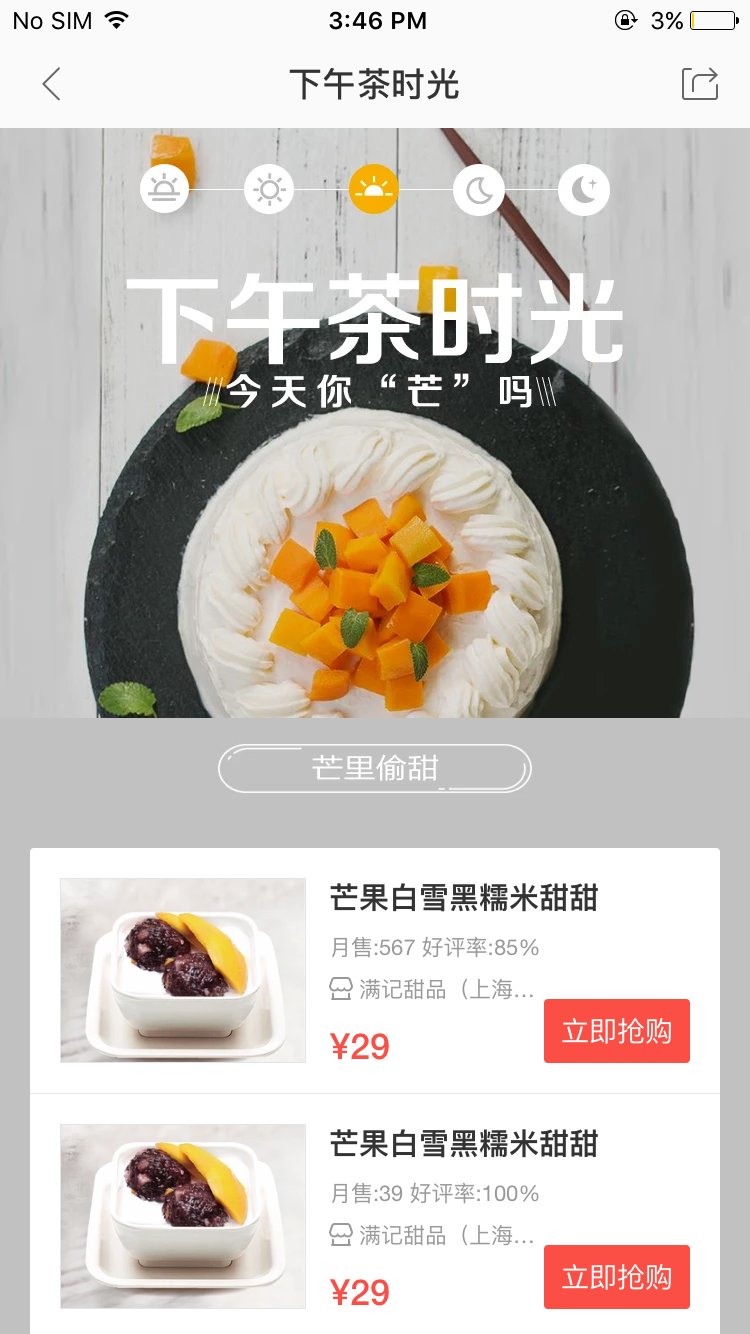 No SIM 3:46 PM 3%
下午茶时光
下午茶时光
今天你“芒”吗
芒里偷甜
芒果白雪黑糯米甜甜
月售:567 好评率:85%
满记甜品（上海...
¥29
立即抢购
芒果白雪黑糯米甜甜
月售:39 好评率:100%
满记甜品（上海...
¥29
立即抢购